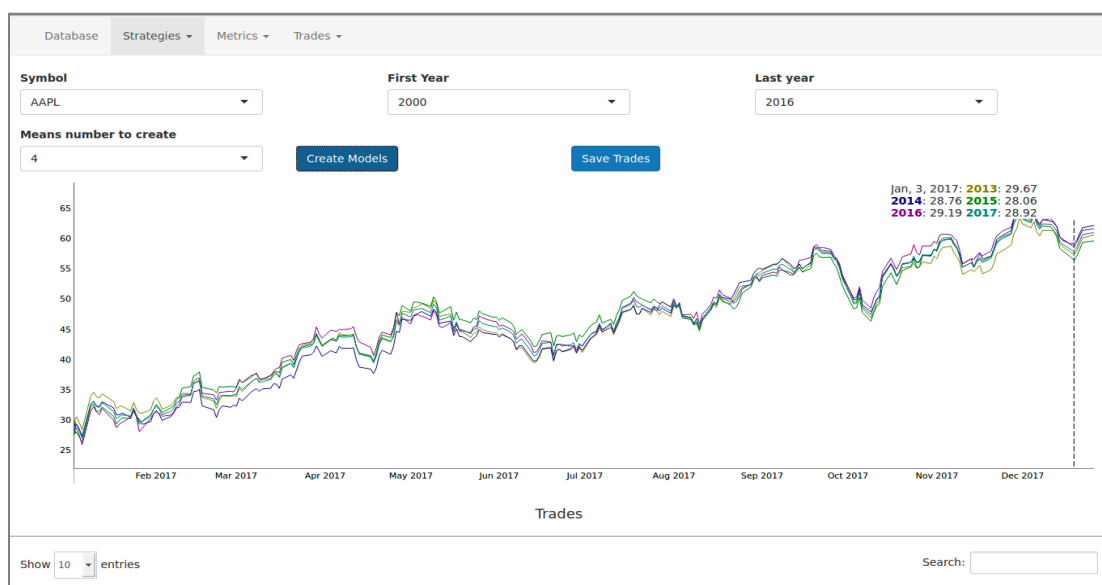 Database Strategies Metrics Trades
Symbol First Year Last year
AAPL 2000 2016
Means number to create
4 Create Models Save Trades
Jan, 3, 2017: 2013: 29.67
2014: 28.76 2015: 28.06
2016: 29.19 2017: 28.92
65
60
55
50
45
40
35
30
25
Feb 2017 Mar 2017 Apr 2017 May 2017 Jun 2017 Jul 2017 Aug 2017 Sep 2017 Oct 2017 Nov 2017 Dec 2017
Trades
Show 10 entries Search: